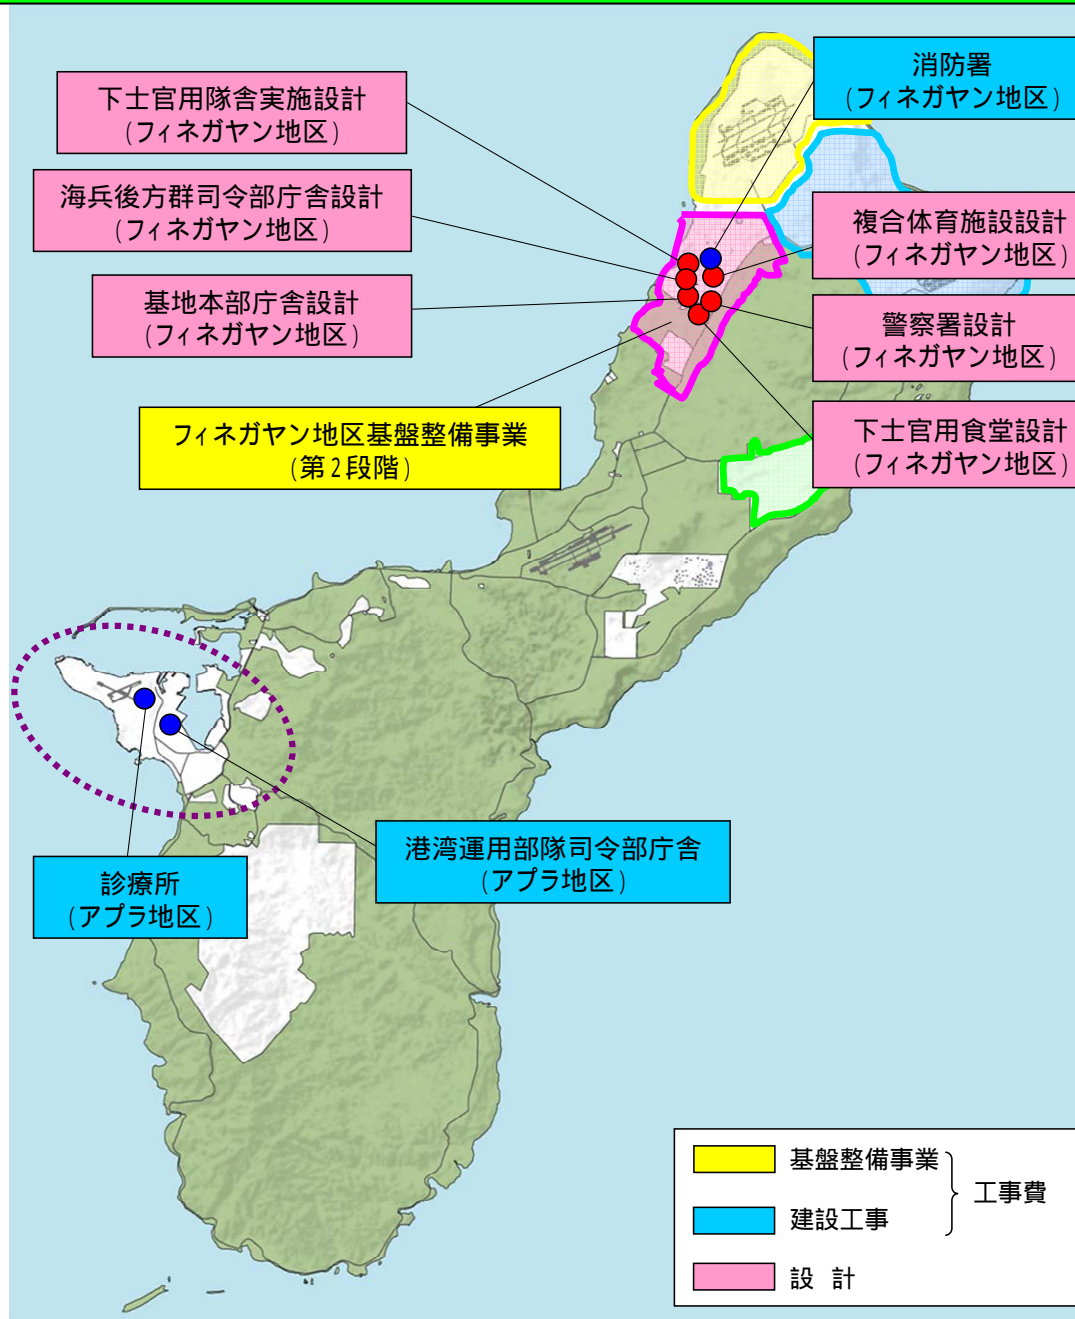 消防署
(フィネガヤン地区)
下士官用隊舎実施設計
(フィネガヤン地区)
海兵後方群司令部庁舎設計
(フィネガヤン地区)
複合体育施設設計
(フィネガヤン地区)
基地本部庁舎設計
(フィネガヤン地区)
警察署設計
(フィネガヤン地区)
フィネガヤン地区基盤整備事業
(第2段階)
下士官用食堂設計
(フィネガヤン地区)
港湾運用部隊司令部庁舎
(アプラ地区)
診療所
(アプラ地区)
基盤整備事業
工事費
建設工事
設 計